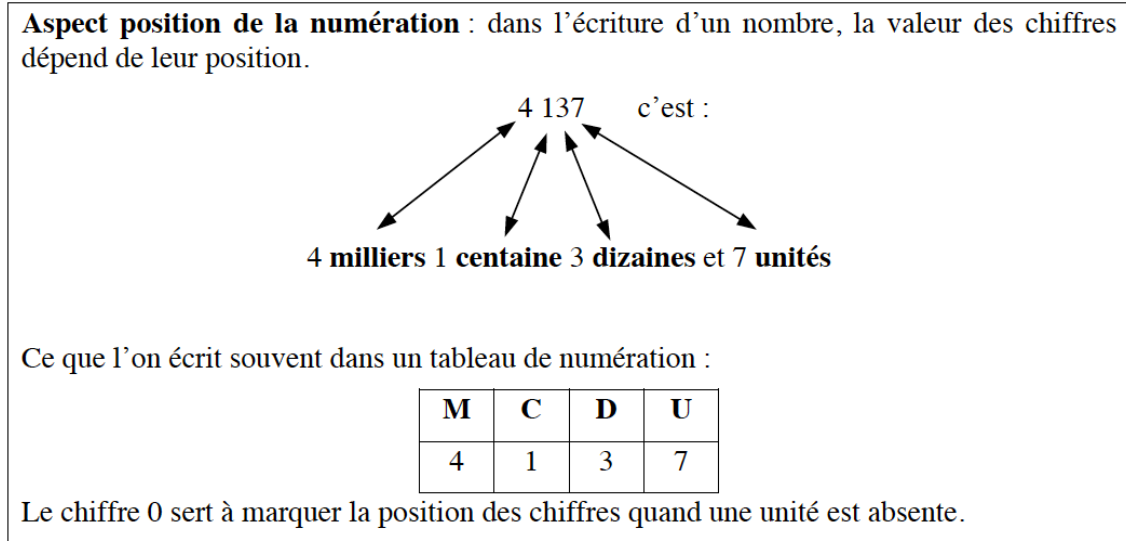 Aspect position de la numération : dans l’écriture d’un nombre, la valeur des chiffres
dépend de leur position.
4 137 c’est :
4 milliers 1 centaine 3 dizaines et 7 unités
Ce que l’on écrit souvent dans un tableau de numération :
M C D U
4 1 3 7
Le chiffre 0 sert à marquer la position des chiffres quand une unité est absente.